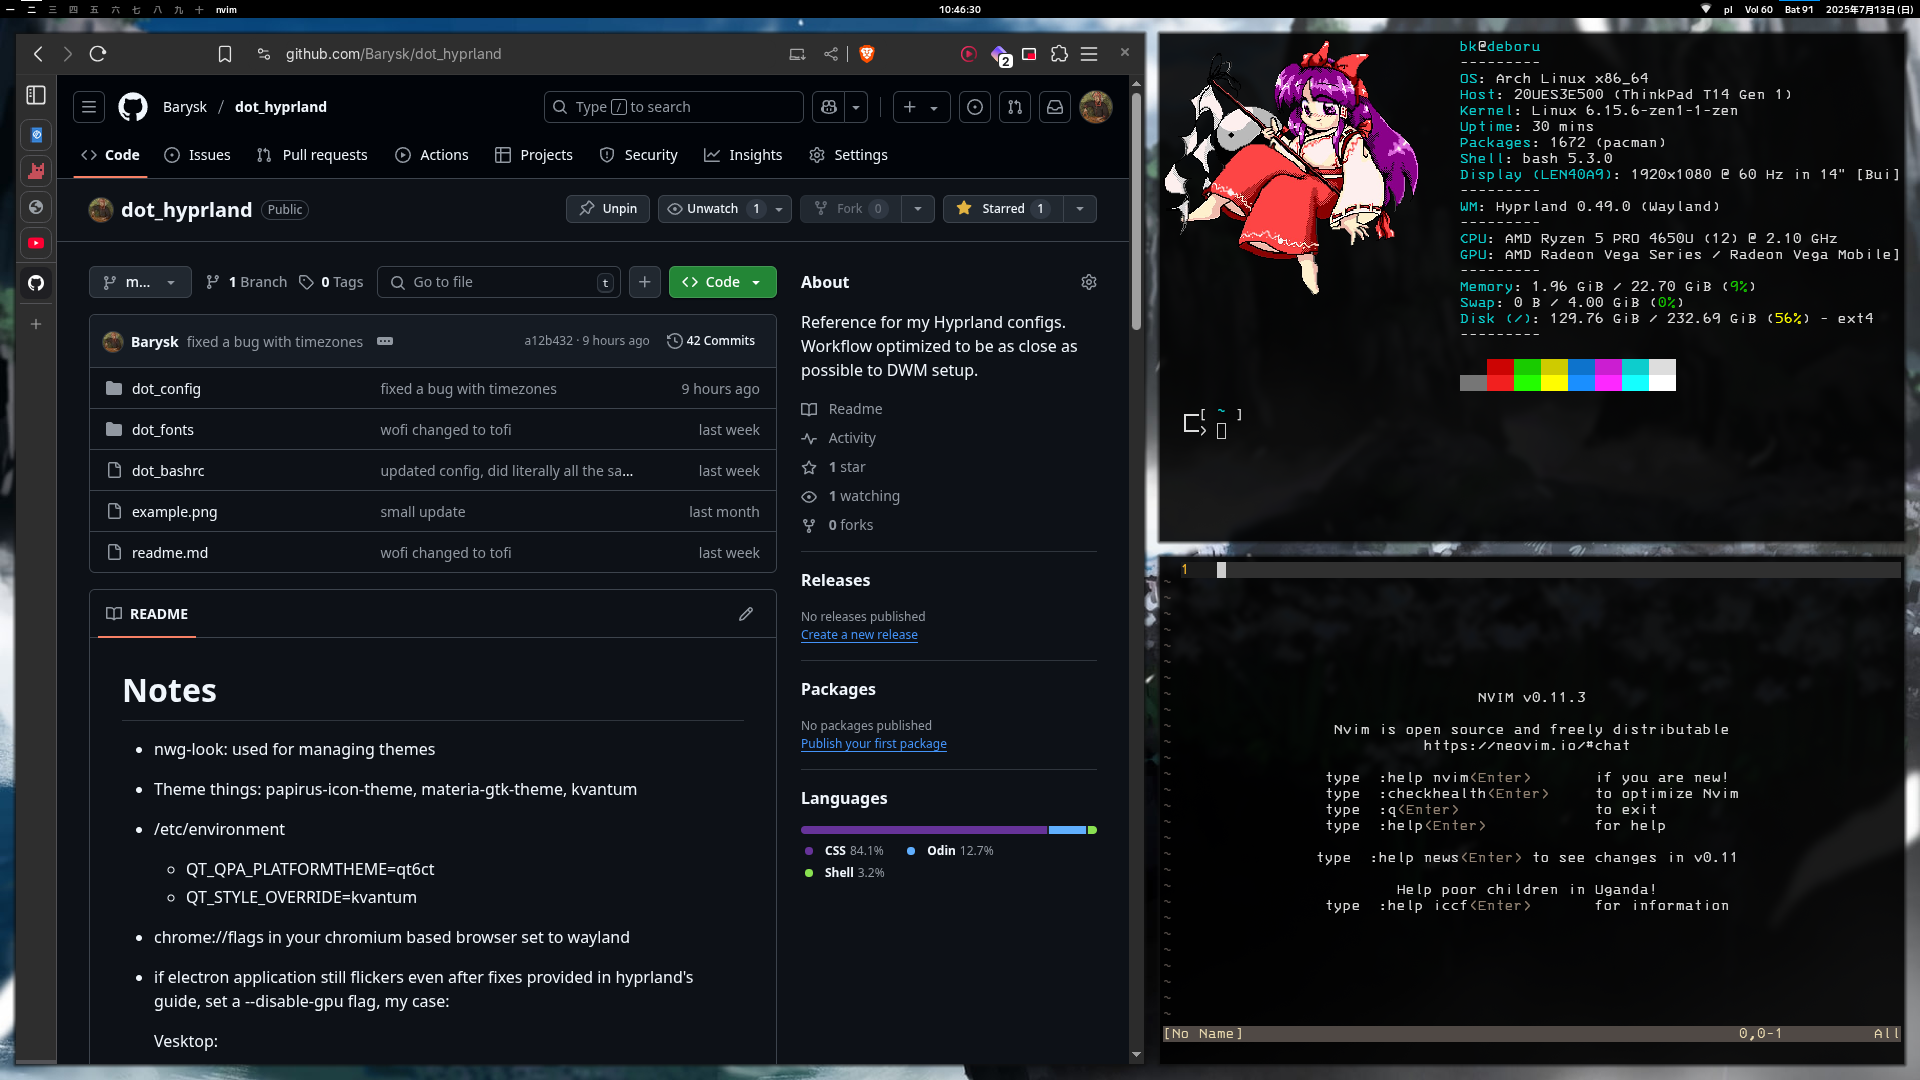 一 二 三 四 五 六 七 八 九 十 nvim
10:46:30
pl Vol 60 Bat 91 2025年7月13日(日)
github.com/Barysk/dot_hyprland
2
Barysk / dot_hyprland
Type / to search
Code Issues Pull requests Actions Projects Security Insights Settings
dot_hyprland Public
Unpin Unwatch 1 Fork 0 Starred 1
m... 1 Branch 0 Tags Go to file t Code
Barysk fixed a bug with timezones a12b432 · 9 hours ago 42 Commits
dot_config fixed a bug with timezones 9 hours ago
dot_fonts wofi changed to tofi last week
dot_bashrc updated config, did literally all the sa... last week
example.png small update last month
readme.md wofi changed to tofi last week
README
Notes
nwg-look: used for managing themes
Theme things: papirus-icon-theme, materia-gtk-theme, kvantum
/etc/environment
QT_QPA_PLATFORMTHEME=qt6ct
QT_STYLE_OVERRIDE=kvantum
chrome://flags in your chromium based browser set to wayland
if electron application still flickers even after fixes provided in hyprland's
guide, set a --disable-gpu flag, my case:
Vesktop:
About
Reference for my Hyprland configs.
Workflow optimized to be as close as
possible to DWM setup.
Readme
Activity
1 star
1 watching
0 forks
Releases
No releases published
Create a new release
Packages
No packages published
Publish your first package
Languages
CSS 84.1% Odin 12.7%
Shell 3.2%
bk@deboru
---------
OS: Arch Linux x86_64
Host: 20UES3E500 (ThinkPad T14 Gen 1)
Kernel: Linux 6.15.6-zen1-1-zen
Uptime: 30 mins
Packages: 1672 (pacman)
Shell: bash 5.3.0
Display (LEN40A9): 1920x1080 @ 60 Hz in 14" [Bui]
---------
WM: Hyprland 0.49.0 (Wayland)
---------
CPU: AMD Ryzen 5 PRO 4650U (12) @ 2.10 GHz
GPU: AMD Radeon Vega Series / Radeon Vega Mobile]
---------
Memory: 1.96 GiB / 22.70 GiB (9%)
Swap: 0 B / 4.00 GiB (0%)
Disk (/): 129.76 GiB / 232.69 GiB (56%) - ext4
---------
[ ~ ]
>
1
NVIM v0.11.3
Nvim is open source and freely distributable
https://neovim.io/#chat
type :help nvim<Enter> if you are new!
type :checkhealth<Enter> to optimize Nvim
type :q<Enter> to exit
type :help<Enter> for help
type :help news<Enter> to see changes in v0.11
Help poor children in Uganda!
type :help iccf<Enter> for information
[No Name] 0,0-1 All